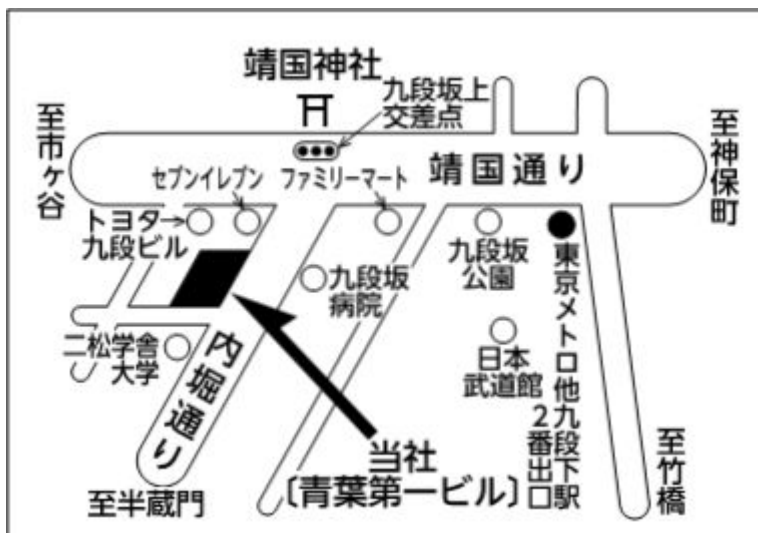 靖国神社
九段坂上
交差点
至市ヶ谷
至神保町
靖国通り
セブンイレブン
ファミリーマート
トヨタ
九段ビル
九段坂
公園
九段坂
病院
東京メトロ他九段下駅
2番出口
二松学舎
大学
内堀通り
日本
武道館
当社
〔青葉第一ビル〕
至半蔵門
至竹橋